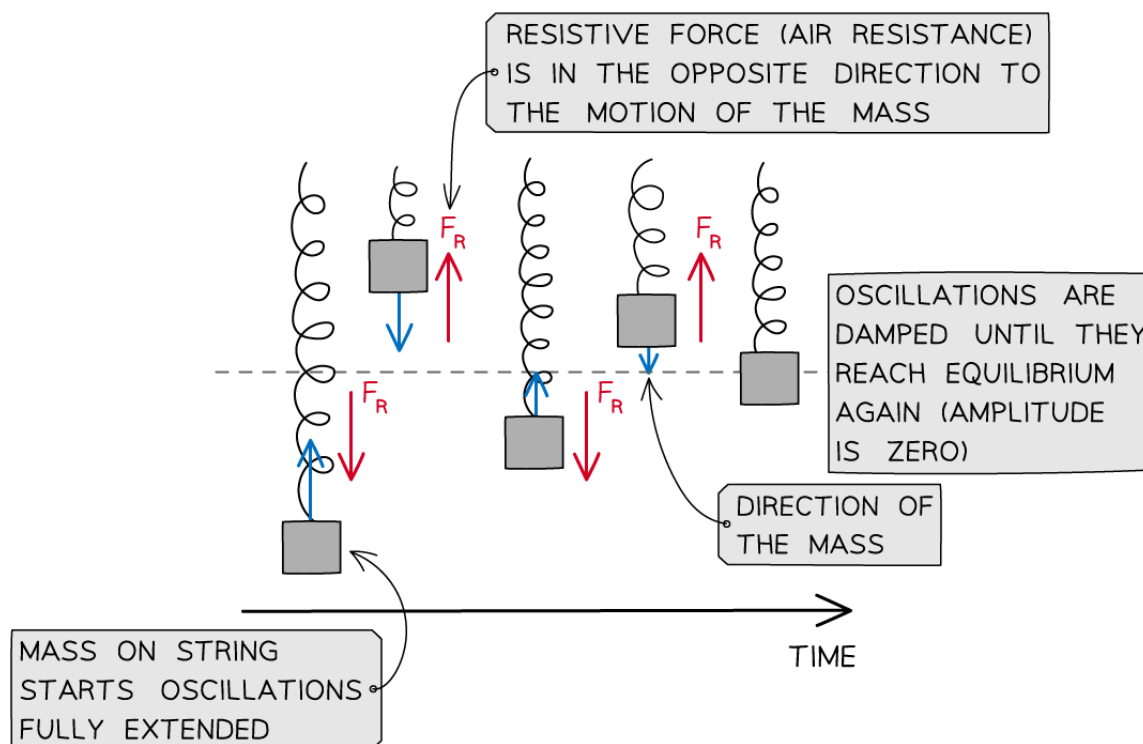 RESISTIVE FORCE (AIR RESISTANCE)
IS IN THE OPPOSITE DIRECTION TO
THE MOTION OF THE MASS
F_R
F_R
F_R
F_R
OSCILLATIONS ARE
DAMPED UNTIL THEY
REACH EQUILIBRIUM
AGAIN (AMPLITUDE
IS ZERO)
DIRECTION OF
THE MASS
TIME
MASS ON STRING
STARTS OSCILLATIONS
FULLY EXTENDED